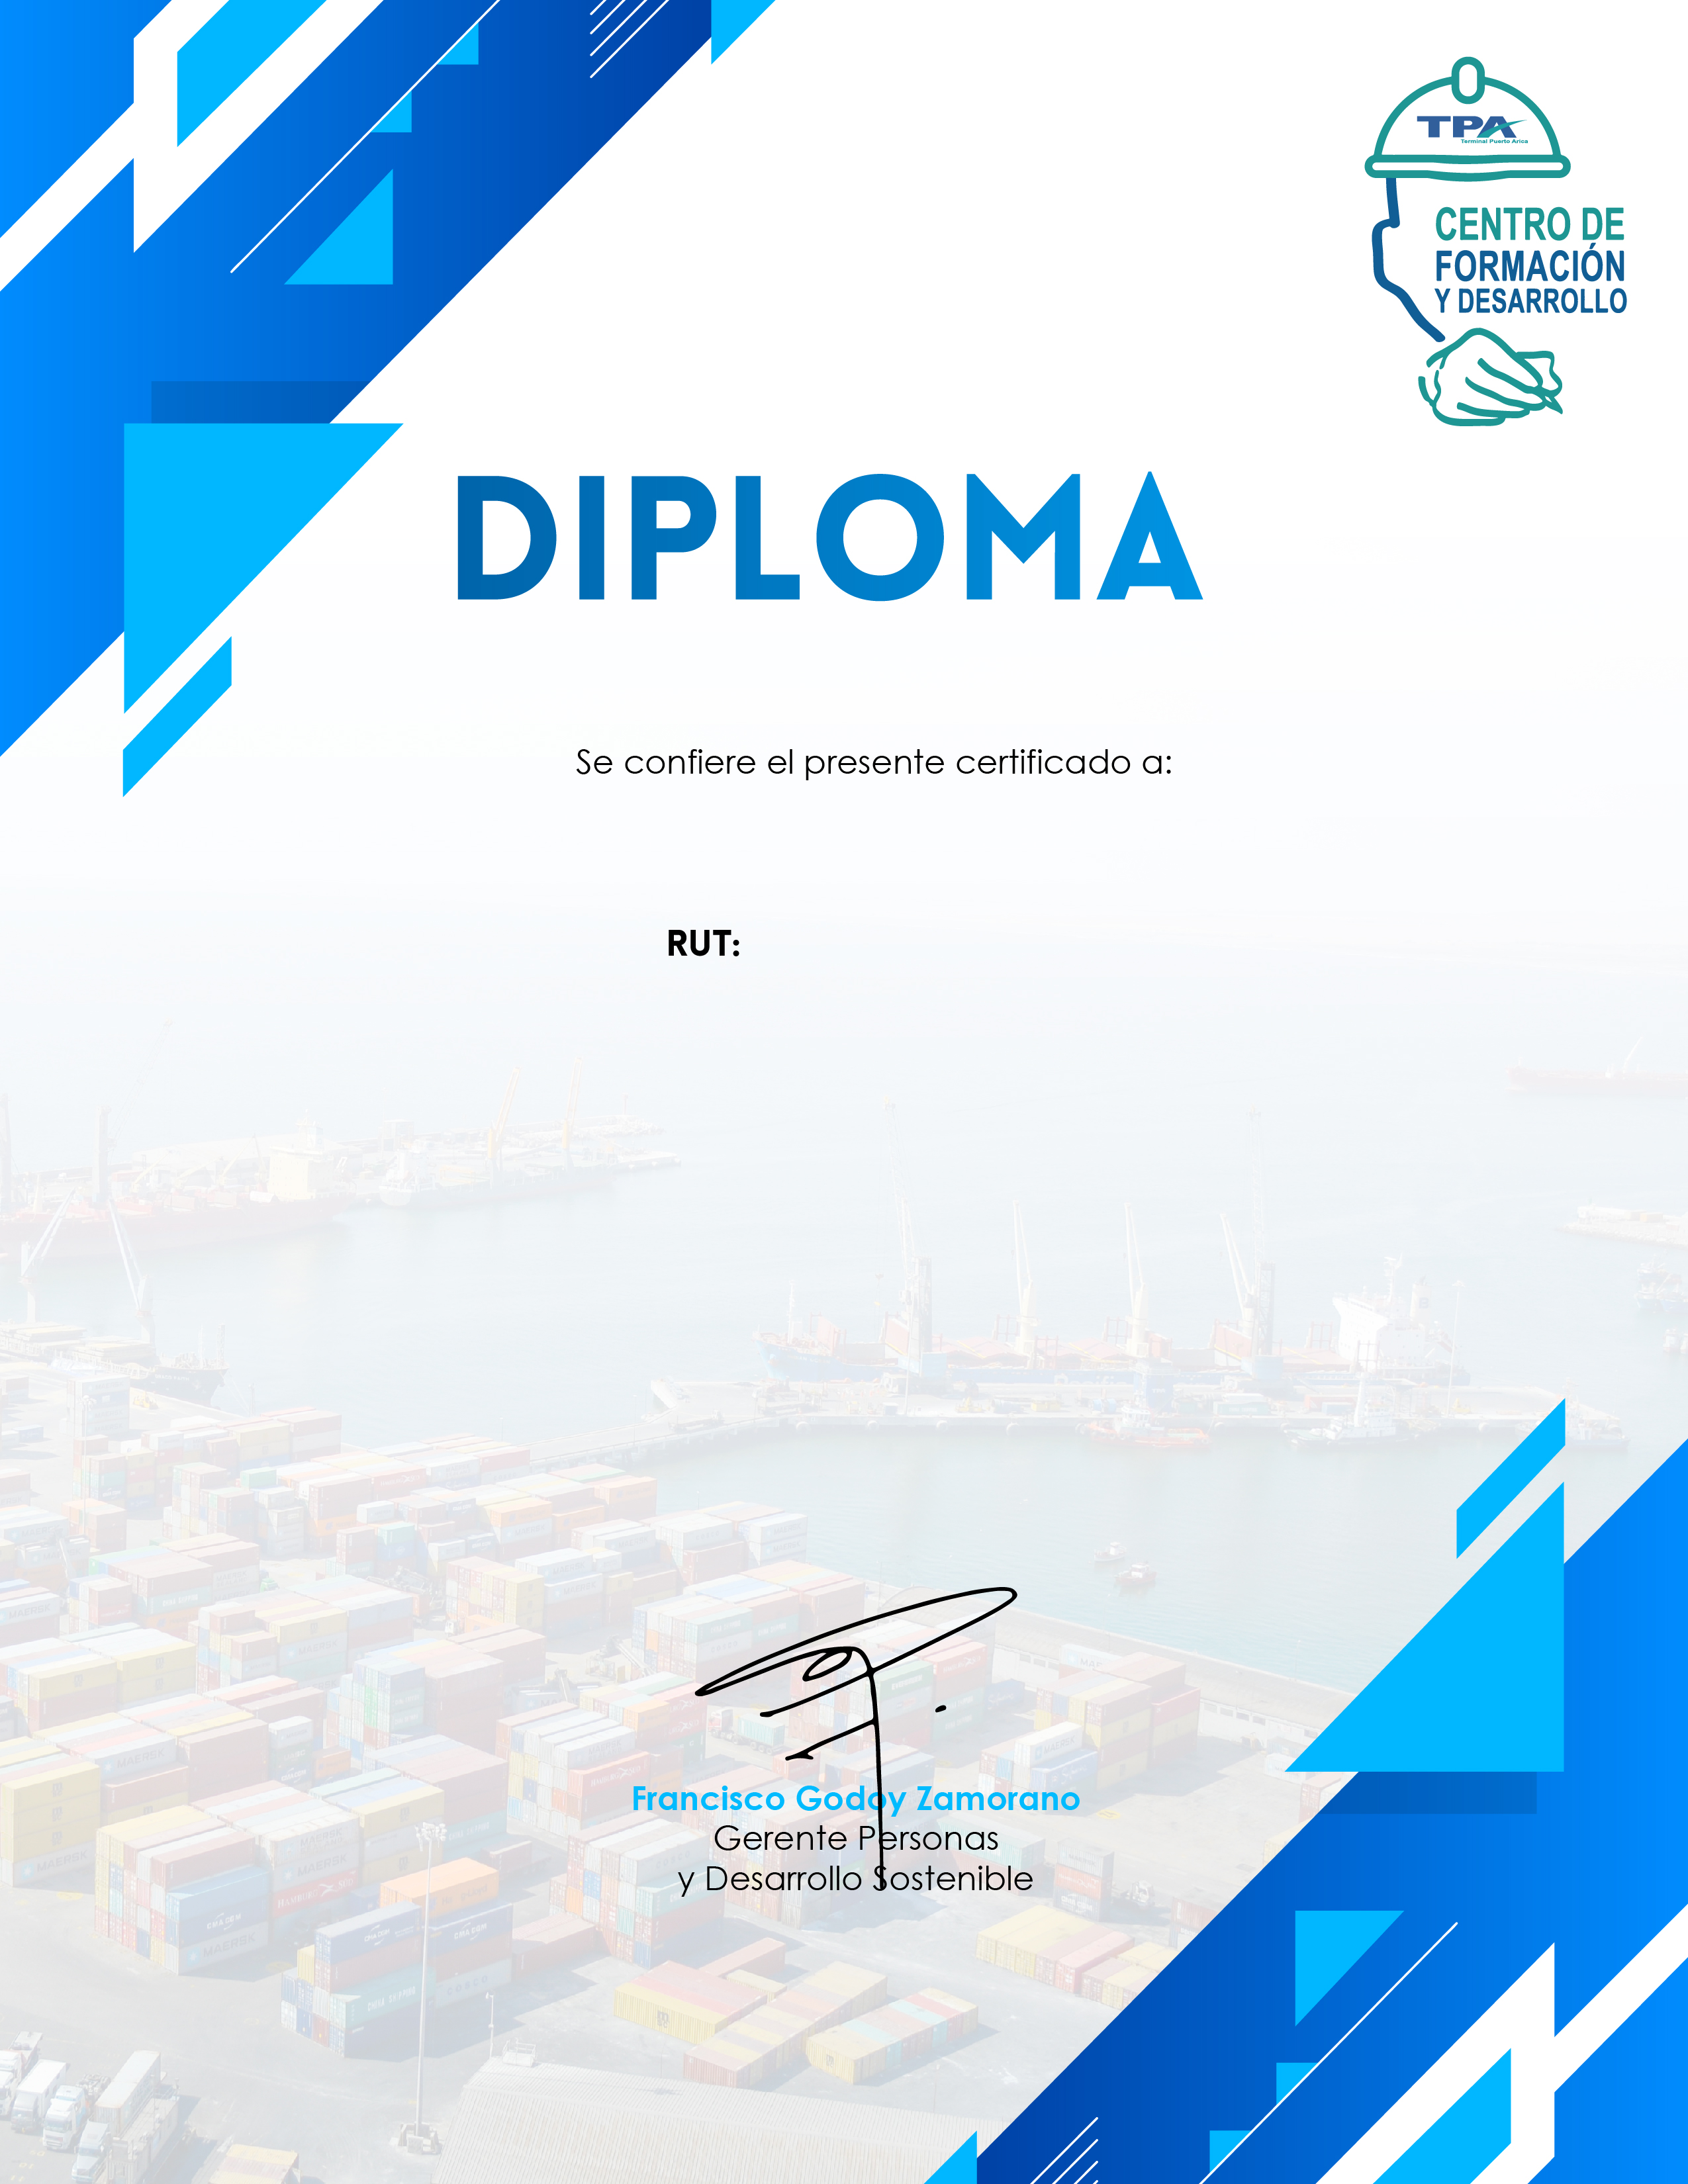 TPA
Terminal Puerto Arica
CENTRO DE
FORMACIÓN
Y DESARROLLO
DIPLOMA
Se confiere el presente certificado a:
RUT:
Francisco Godoy Zamorano
Gerente Personas
y Desarrollo Sostenible